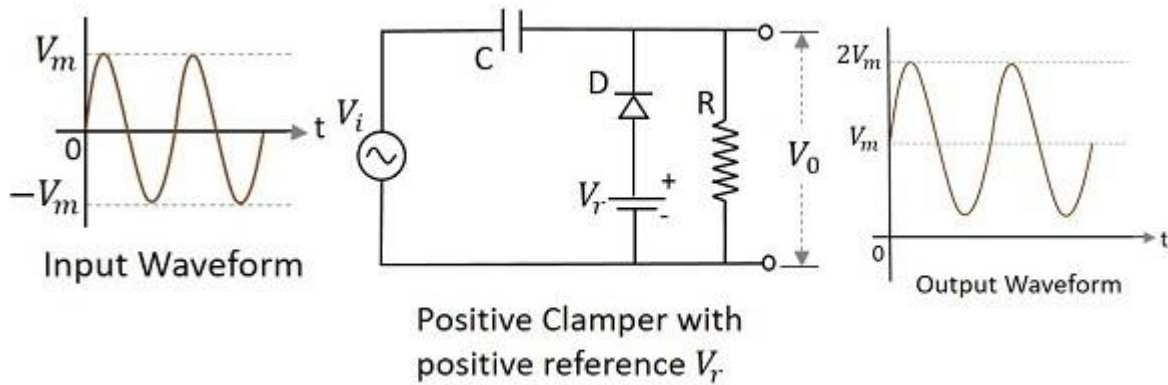 V_m
0
t
−V_m
Input Waveform
V_i
C
D
R
V_r
+
-
V_0
Positive Clamper with
positive reference V_r
2V_m
V_m
0
t
Output Waveform